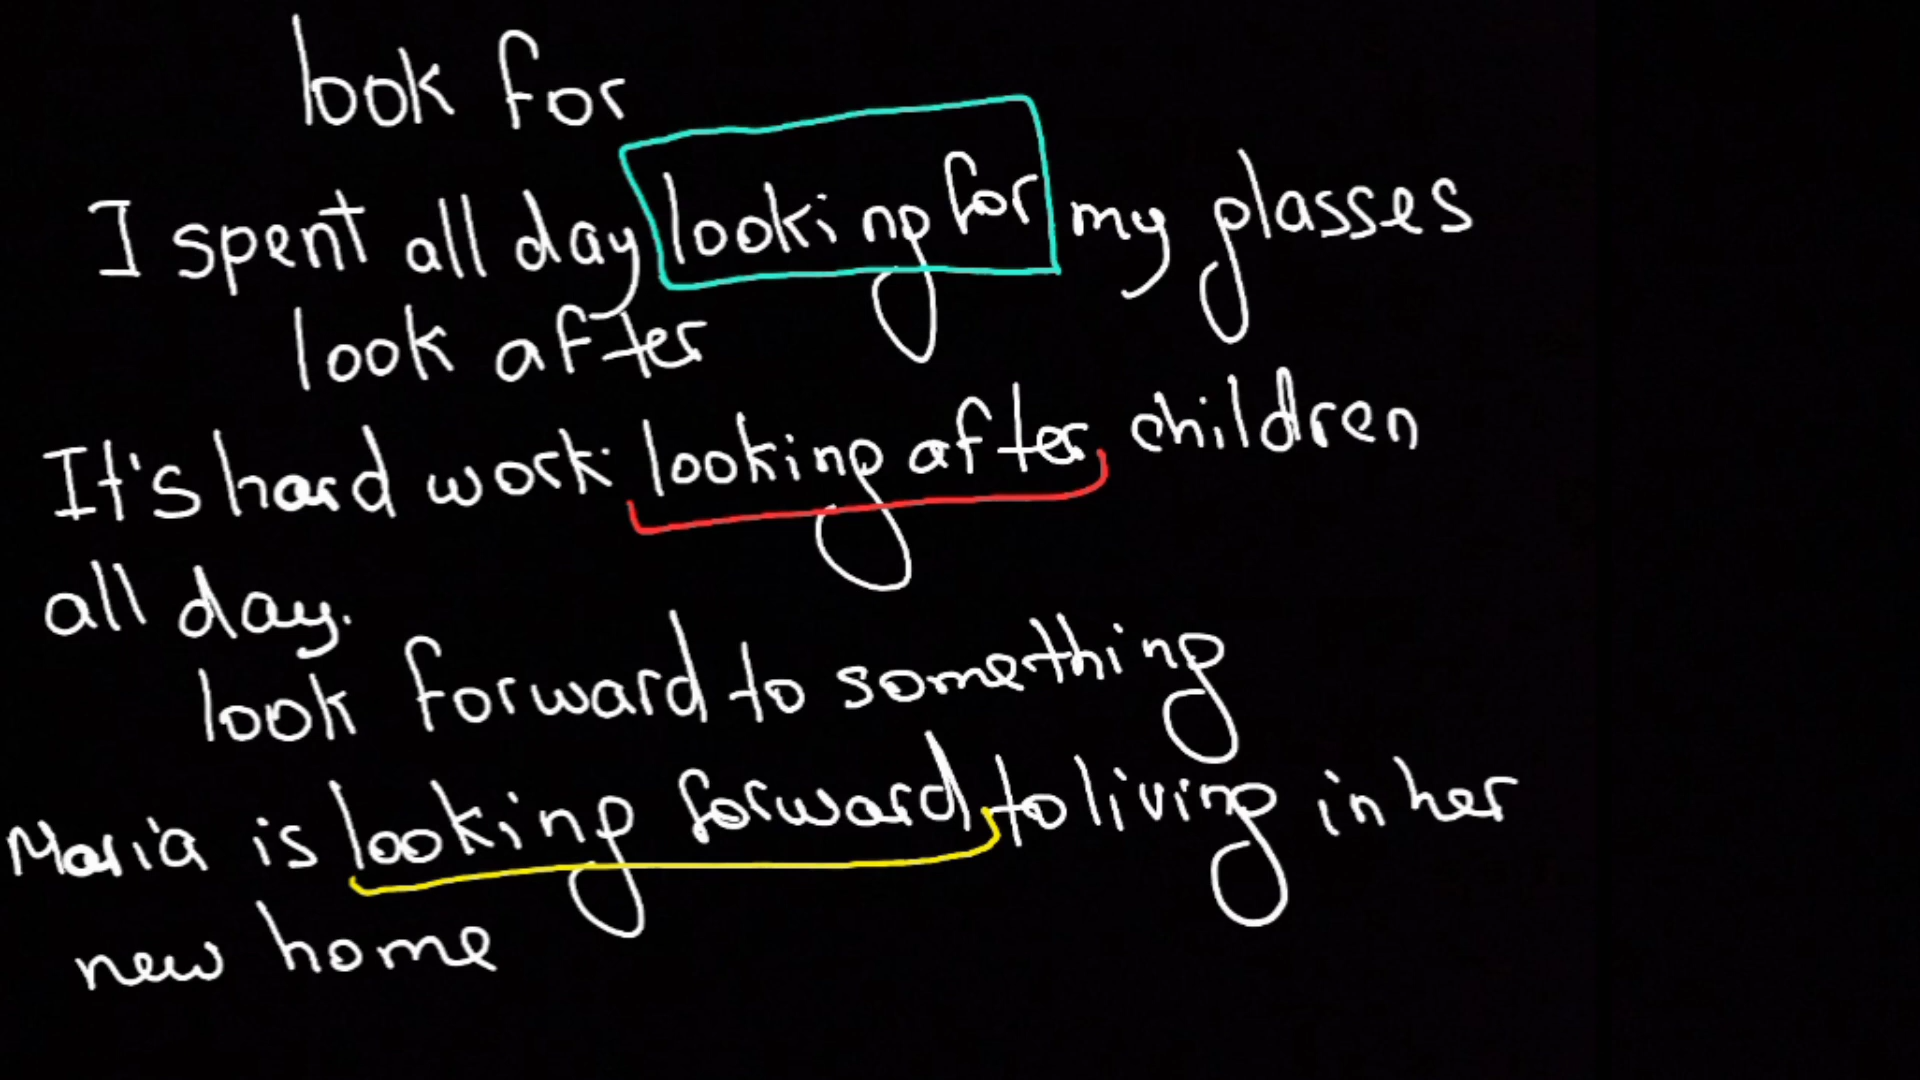 look for
I spent all day looking for my glasses
look after
It's hard work looking after children
all day.
look forward to something
Maria is looking forward to living in her
new home